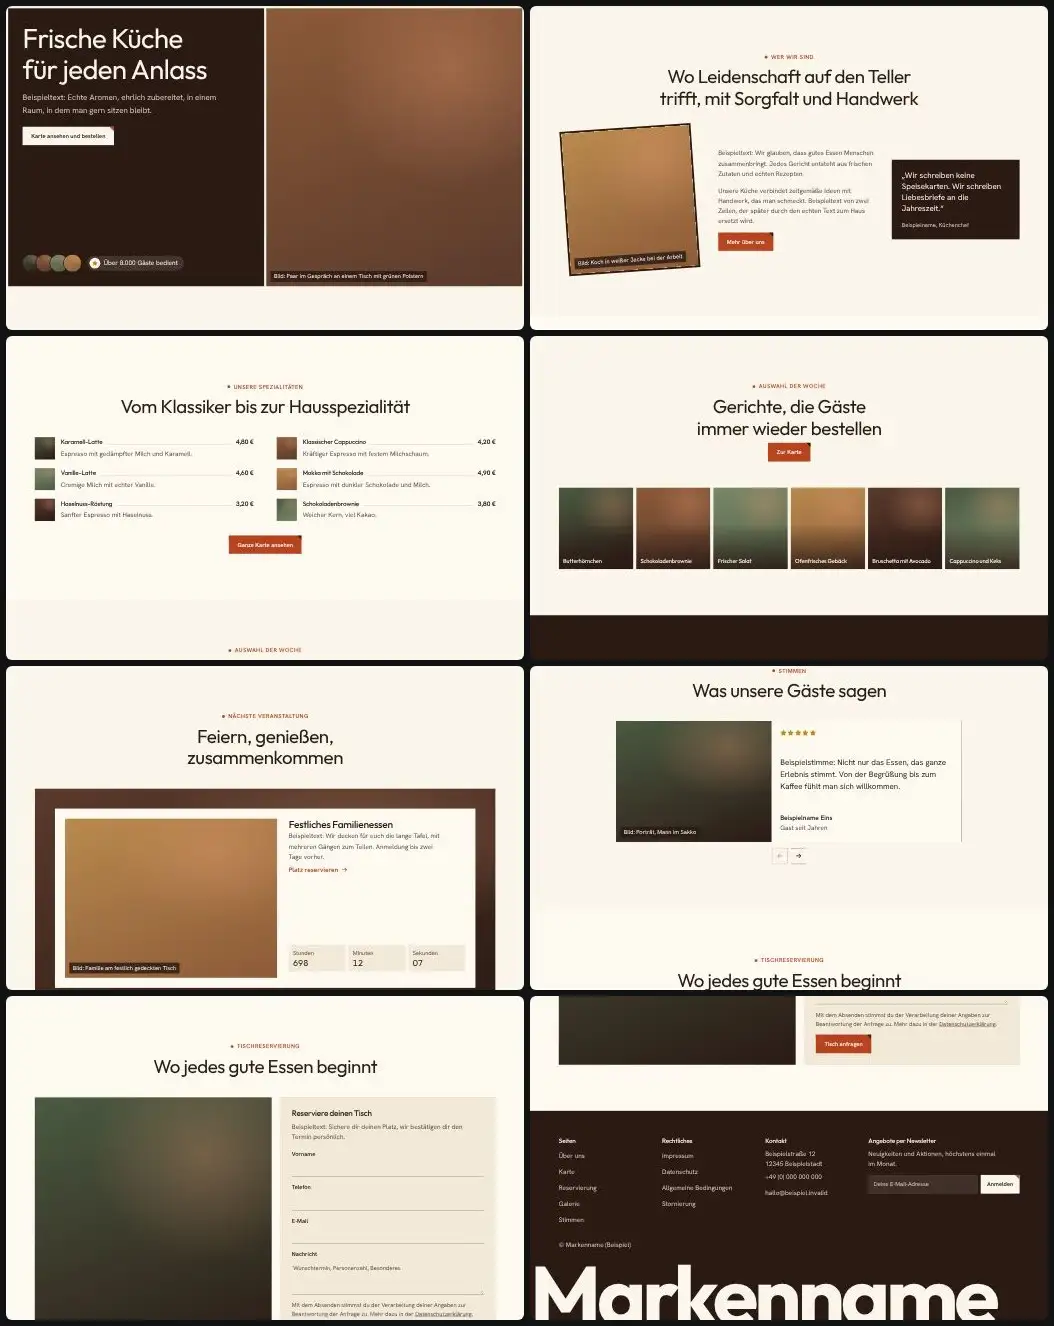 Frische Küche
für jeden Anlass
Beispieltext: Echte Aromen, ehrlich zubereitet, in einem
Raum, in dem man gern sitzen bleibt.
Karte ansehen und bestellen
Über 8.000 Gäste bedient
Bild: Paar im Gespräch an einem Tisch mit grünen Polstern
WER WIR SIND
Wo Leidenschaft auf den Teller
trifft, mit Sorgfalt und Handwerk
Bild: Koch in weißer Jacke bei der Arbeit
Beispieltext: Wir glauben, dass gutes Essen Menschen
zusammenbringt. Jedes Gericht entsteht aus frischen
Zutaten und echten Rezepten.
Unsere Küche verbindet zeitgemäße Ideen mit
Handwerk, das man schmeckt. Beispieltext von zwei
Zeilen, der später durch den echten Text zum Haus
ersetzt wird.
Mehr über uns
„Wir schreiben keine
Speisekarten. Wir schreiben
Liebesbriefe an die
Jahreszeit.“
Beispielname, Küchenchef
UNSERE SPEZIALITÄTEN
Vom Klassiker bis zur Hausspezialität
Karamell-Latte 4,80 €
Espresso mit gedämpfter Milch und Karamell.
Vanille-Latte 4,60 €
Cremige Milch mit echter Vanille.
Haselnuss-Röstung 3,20 €
Sanfter Espresso mit Haselnuss.
Klassischer Cappuccino 4,20 €
Kräftiger Espresso mit festem Milchschaum.
Mokka mit Schokolade 4,90 €
Espresso mit dunkler Schokolade und Milch.
Schokoladenbrownie 3,80 €
Weicher Kern, viel Kakao.
Ganze Karte ansehen
AUSWAHL DER WOCHE
AUSWAHL DER WOCHE
Gerichte, die Gäste
immer wieder bestellen
Zur Karte
Butterhörnchen
Schokoladenbrownie
Frischer Salat
Ofenfrisches Gebäck
Bruschetta mit Avocado
Cappuccino und Keks
NÄCHSTE VERANSTALTUNG
Feiern, genießen,
zusammenkommen
Bild: Familie am festlich gedeckten Tisch
Festliches Familienessen
Beispieltext: Wir decken für euch die lange Tafel, mit
mehreren Gängen zum Teilen. Anmeldung bis zwei
Tage vorher.
Platz reservieren →
Stunden
698
Minuten
12
Sekunden
07
STIMMEN
Was unsere Gäste sagen
Bild: Porträt, Mann im Sakko
★★★★★
Beispielstimme: Nicht nur das Essen, das ganze
Erlebnis stimmt. Von der Begrüßung bis zum
Kaffee fühlt man sich willkommen.
Beispielname Eins
Gast seit Jahren
← →
TISCHRESERVIERUNG
Wo jedes gute Essen beginnt
TISCHRESERVIERUNG
Wo jedes gute Essen beginnt
Reserviere deinen Tisch
Beispieltext: Sichere dir deinen Platz, wir bestätigen dir den
Termin persönlich.
Vorname
Telefon
E-Mail
Nachricht
Wunschtermin, Personenzahl, Besonderes
Mit dem Absenden stimmst du der Verarbeitung deiner Angaben zur
Beantwortung der Anfrage zu. Mehr dazu in der Datenschutzerklärung.
Mit dem Absenden stimmst du der Verarbeitung deiner Angaben zur
Beantwortung der Anfrage zu. Mehr dazu in der Datenschutzerklärung.
Tisch anfragen
Seiten
Über uns
Karte
Reservierung
Galerie
Stimmen
Rechtliches
Impressum
Datenschutz
Allgemeine Bedingungen
Stornierung
Kontakt
Beispielstraße 12
12345 Beispielstadt
+49 (0) 000 000 000
hallo@beispiel.invalid
Angebote per Newsletter
Neuigkeiten und Aktionen, höchstens einmal
im Monat.
Deine E-Mail-Adresse
Anmelden
© Markenname (Beispiel)
Markenname